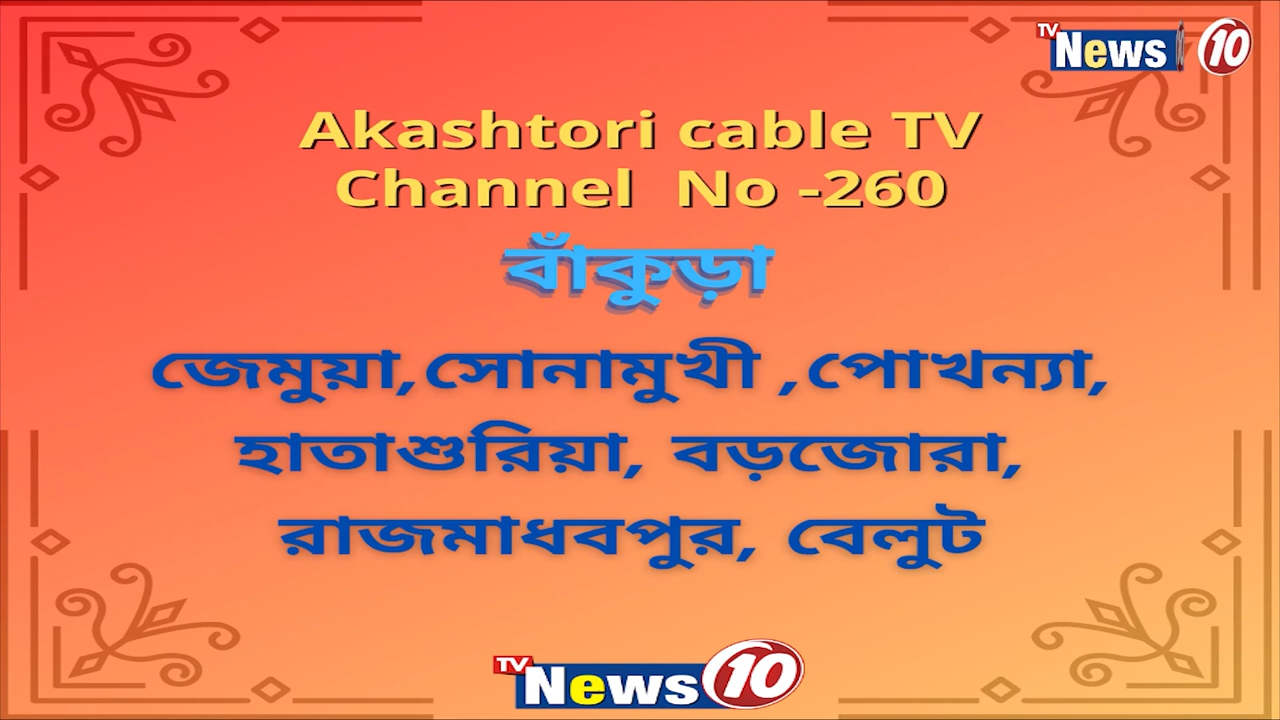 TV News 10
Akashtori cable TV
Channel No -260
বাঁকুড়া
জেমুয়া,সোনামুখী ,পোখন্যা,
হাতাশুরিয়া, বড়জোরা,
রাজমাধবপুর, বেলুট
TV News 10